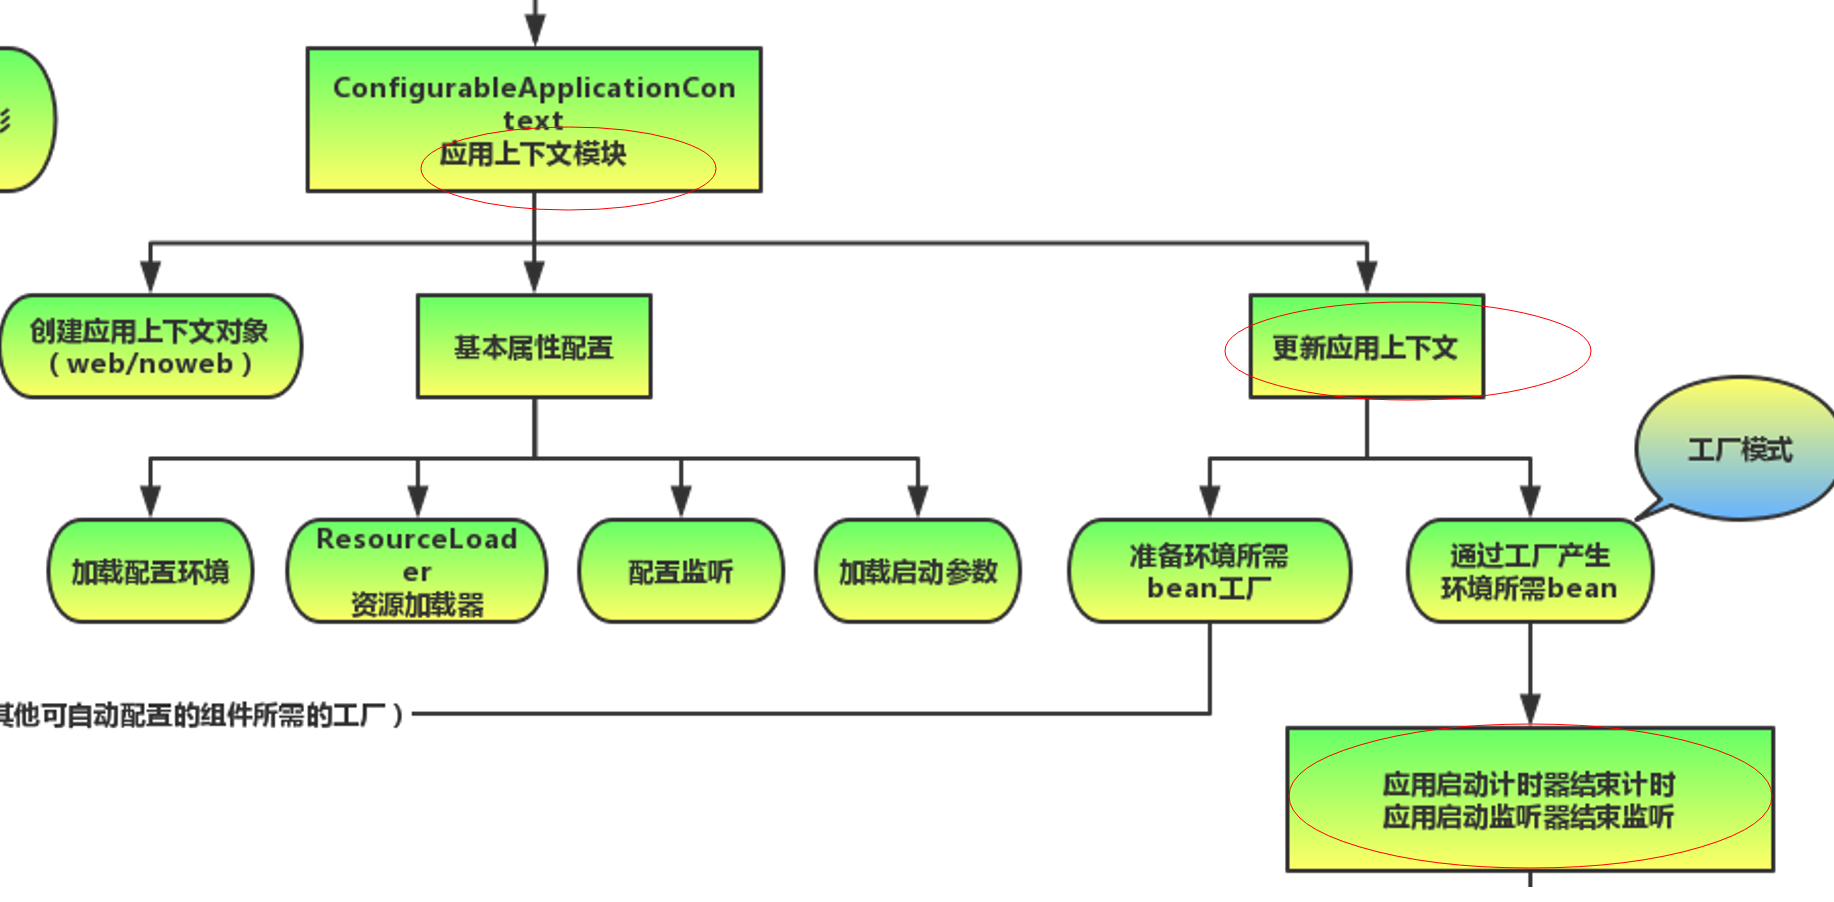 ConfigurableApplicationCon
text
应用上下文模块
创建应用上下文对象
（web/noweb）
基本属性配置
更新应用上下文
工厂模式
加载配置环境
ResourceLoad
er
资源加载器
配置监听
加载启动参数
准备环境所需
bean工厂
通过工厂产生
环境所需bean
其他可自动配置的组件所需的工厂）
应用启动计时器结束计时
应用启动监听器结束监听